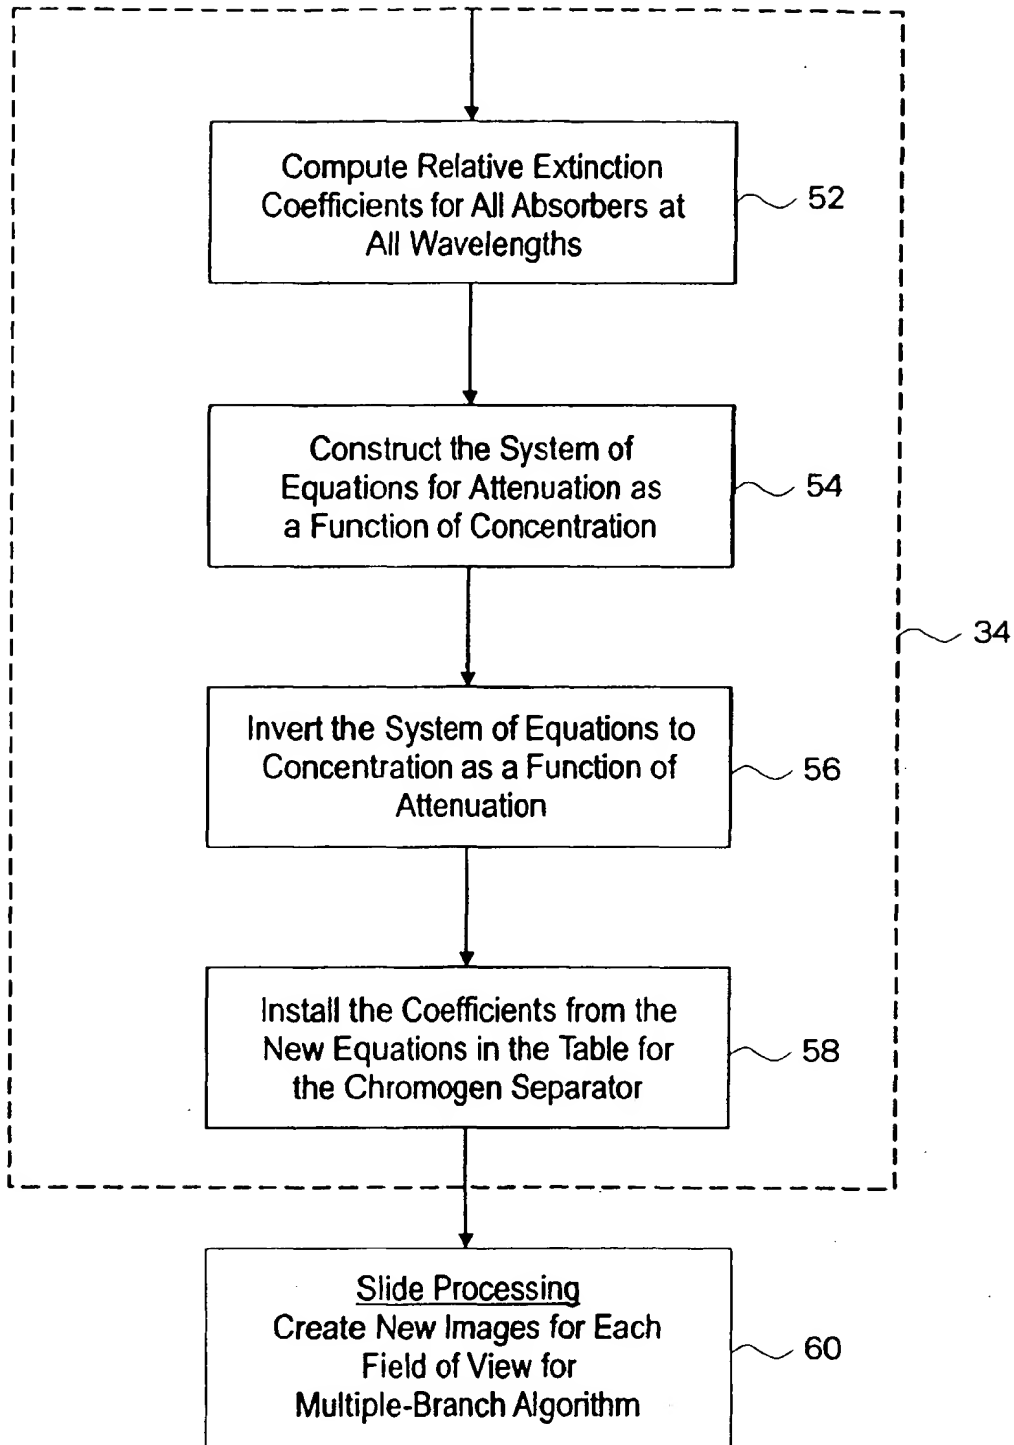 Compute Relative Extinction
Coefficients for All Absorbers at
All Wavelengths
52
Construct the System of
Equations for Attenuation as
a Function of Concentration
54
34
Invert the System of Equations to
Concentration as a Function of
Attenuation
56
Install the Coefficients from the
New Equations in the Table for
the Chromogen Separator
58
Slide Processing
Create New Images for Each
Field of View for
Multiple-Branch Algorithm
60